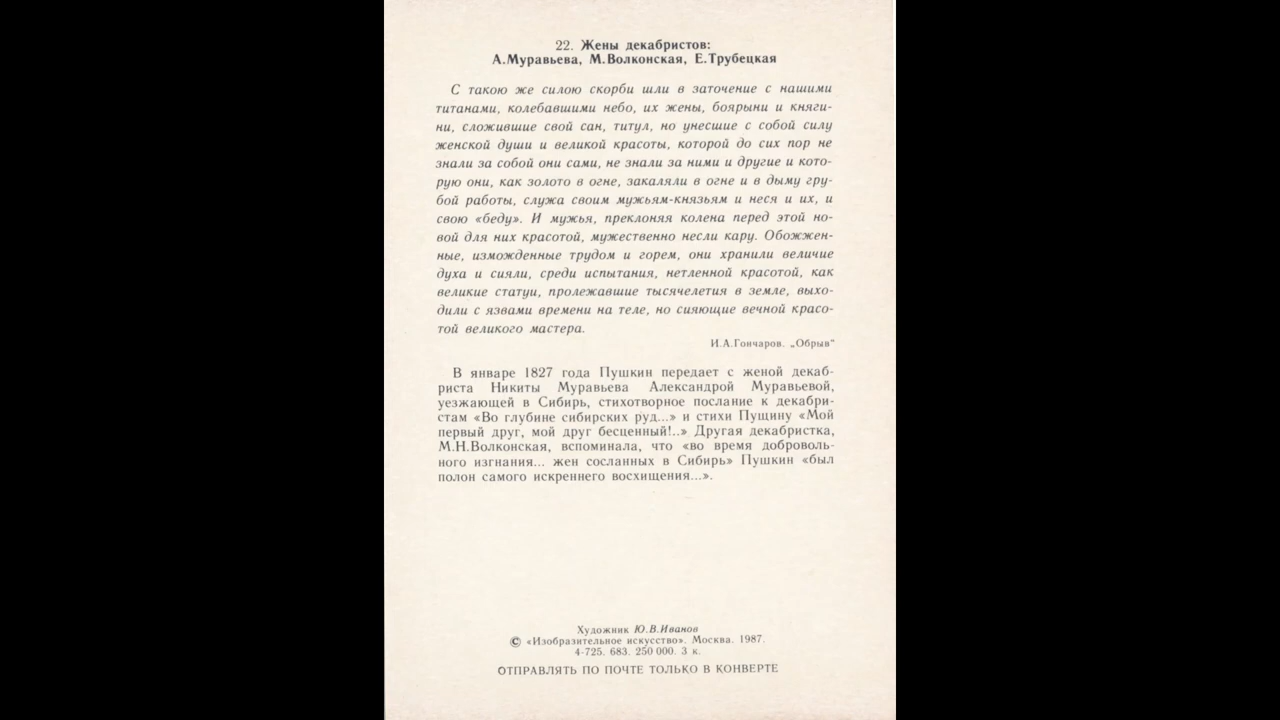 22. Жены декабристов:
А.Муравьева, М.Волконская, Е.Трубецкая
С такою же силою скорби шли в заточение с нашими
титанами, колебавшими небо, их жены, боярыни и княги-
ни, сложившие свой сан, титул, но унесшие с собой силу
женской души и великой красоты, которой до сих пор не
знали за собой они сами, не знали за ними и другие и кото-
рую они, как золото в огне, закаляли в огне и в дыму гру-
бой работы, служа своим мужьям-князьям и неся и их, и
свою «беду». И мужья, преклоняя колена перед этой но-
вой для них красотой, мужественно несли кару. Обожжен-
ные, изможденные трудом и горем, они хранили величие
духа и сияли, среди испытания, нетленной красотой, как
великие статуи, пролежавшие тысячелетия в земле, выхо-
дили с язвами времени на теле, но сияющие вечной красо-
той великого мастера.
И.А.Гончаров. „Обрыв“
В январе 1827 года Пушкин передает с женой декаб-
риста Никиты Муравьева Александрой Муравьевой,
уезжающей в Сибирь, стихотворное послание к декабри-
стам «Во глубине сибирских руд...» и стихи Пущину «Мой
первый друг, мой друг бесценный!..» Другая декабристка,
М.Н.Волконская, вспоминала, что «во время доброволь-
ного изгнания... жен сосланных в Сибирь» Пушкин «был
полон самого искреннего восхищения...».
Художник Ю.В.Иванов
© «Изобразительное искусство». Москва. 1987.
4-725. 683. 250 000. 3 к.
ОТПРАВЛЯТЬ ПО ПОЧТЕ ТОЛЬКО В КОНВЕРТЕ